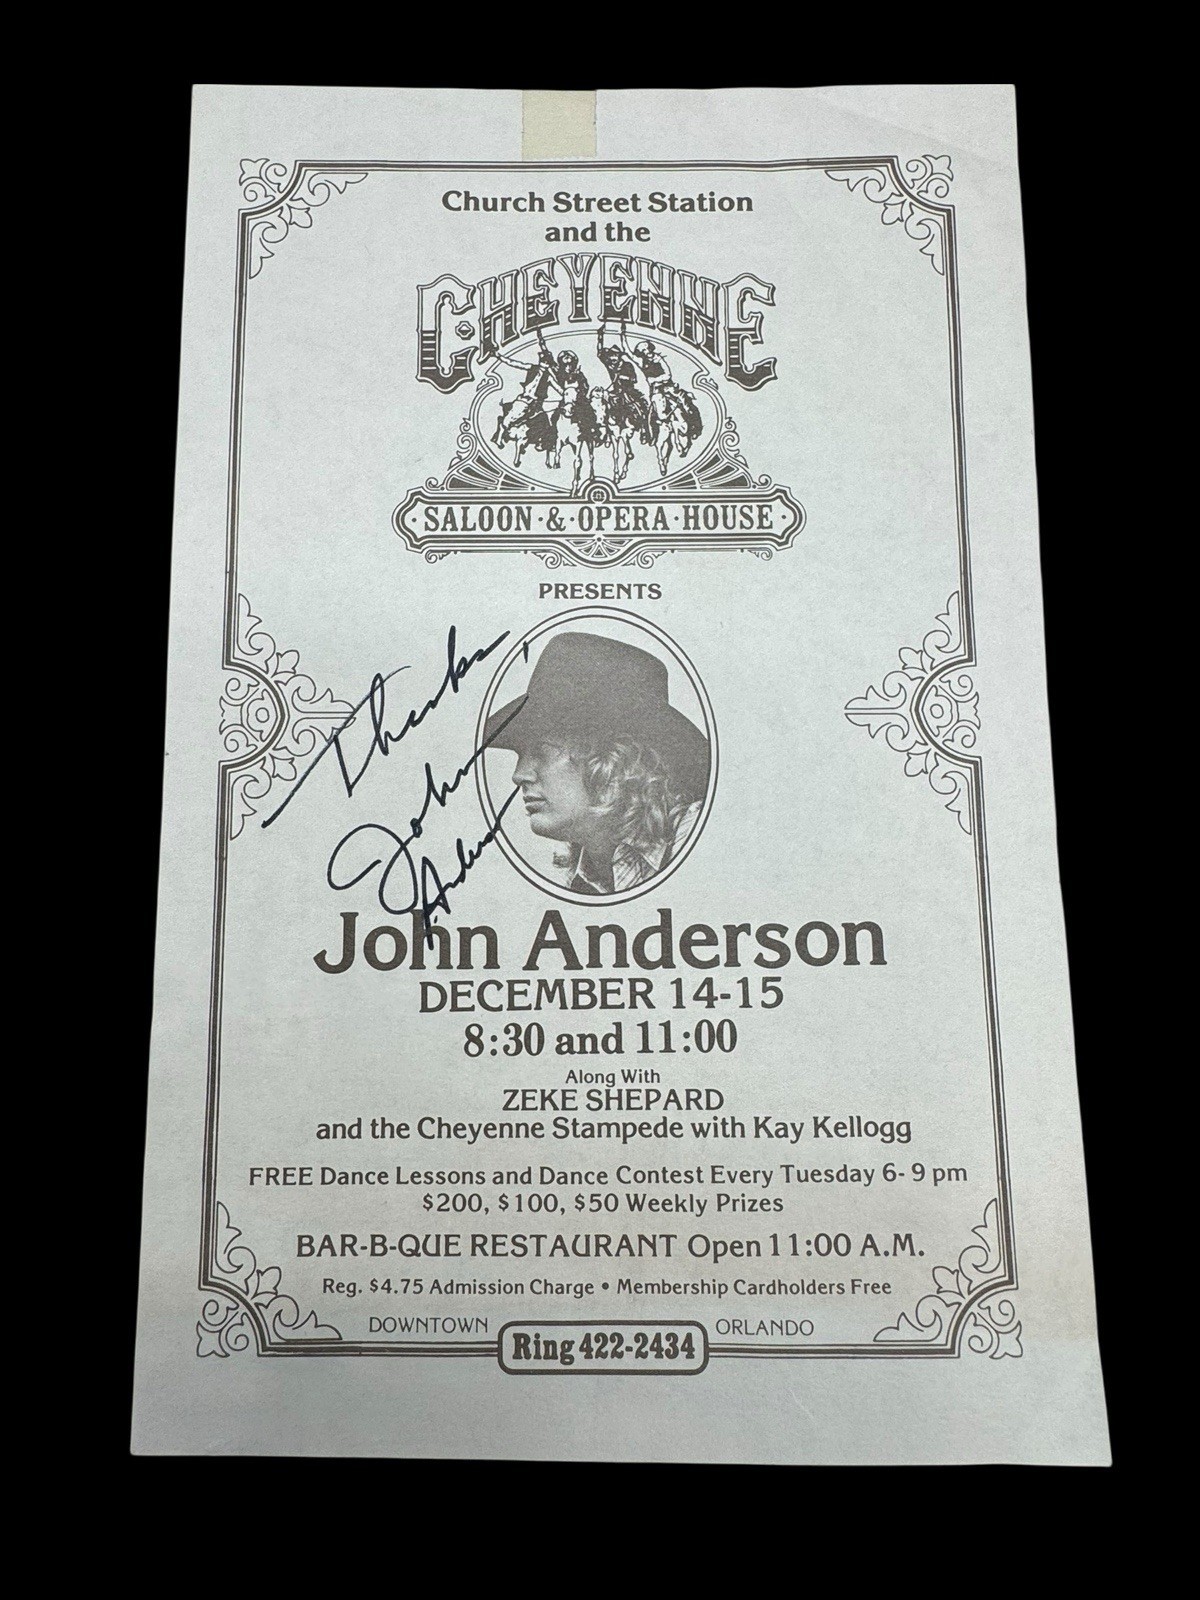 Church Street Station
and the
CHEYENNE
SALOON · & · OPERA · HOUSE
PRESENTS
Thanks,
John
Anderson
John Anderson
DECEMBER 14-15
8:30 and 11:00
Along With
ZEKE SHEPARD
and the Cheyenne Stampede with Kay Kellogg
FREE Dance Lessons and Dance Contest Every Tuesday 6-9 pm
$200, $100, $50 Weekly Prizes
BAR-B-QUE RESTAURANT Open 11:00 A.M.
Reg. $4.75 Admission Charge • Membership Cardholders Free
DOWNTOWN ORLANDO
Ring 422-2434